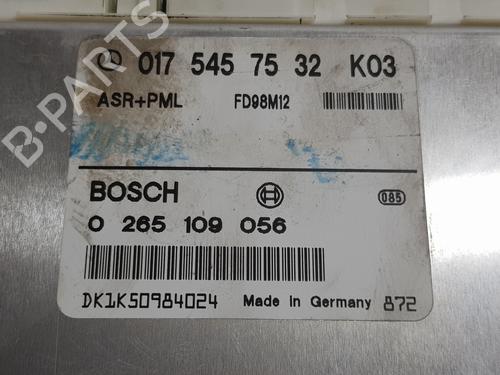 017 545 75 32 K03
ASR+PML FD98M12
BOSCH
085
0 265 109 056
DK1K50984024 Made in Germany 872
B-PARTS